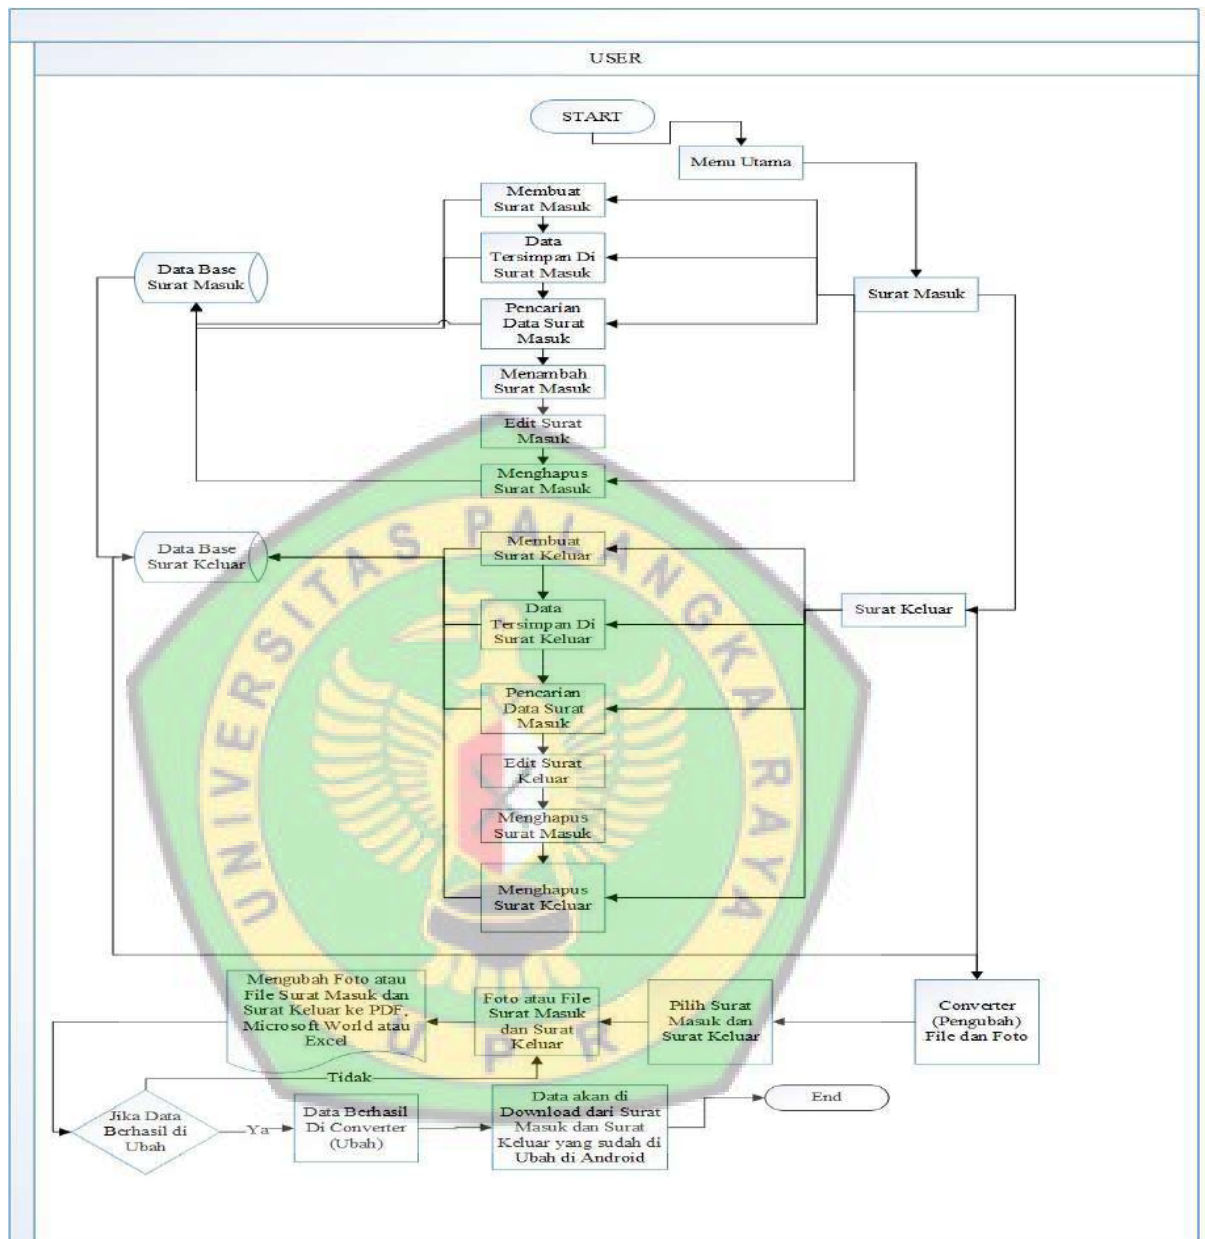 USER
START
Menu Utama
Membuat
Surat Masuk
Data
Tersimpan Di
Surat Masuk
Data Base
Surat Masuk
Surat Masuk
Pencarian
Data Surat
Masuk
Menambah
Surat Masuk
Edit Surat
Masuk
Menghapus
Surat Masuk
UNIVERSITAS PALANGKA RAYA
Membuat
Surat Keluar
Data Base
Surat Keluar
Data
Tersimpan Di
Surat Keluar
Surat Keluar
Pencarian
Data Surat
Masuk
Edit Surat
Keluar
Menghapus
Surat Masuk
Menghapus
Surat Keluar
Converter
(Pengubah)
File dan Foto
Pilih Surat
Masuk dan
Surat Keluar
Foto atau File
Surat Masuk
dan Surat
Keluar
Mengubah Foto atau
File Surat Masuk dan
Surat Keluar ke PDF,
Microsoft World atau
Excel
UPR
Tidak
Jika Data
Berhasil di
Ubah
Ya
Data Berhasil
Di Converter
(Ubah)
Data akan di
Download dari Surat
Masuk dan Surat
Keluar yang sudah di
Ubah di Android
End